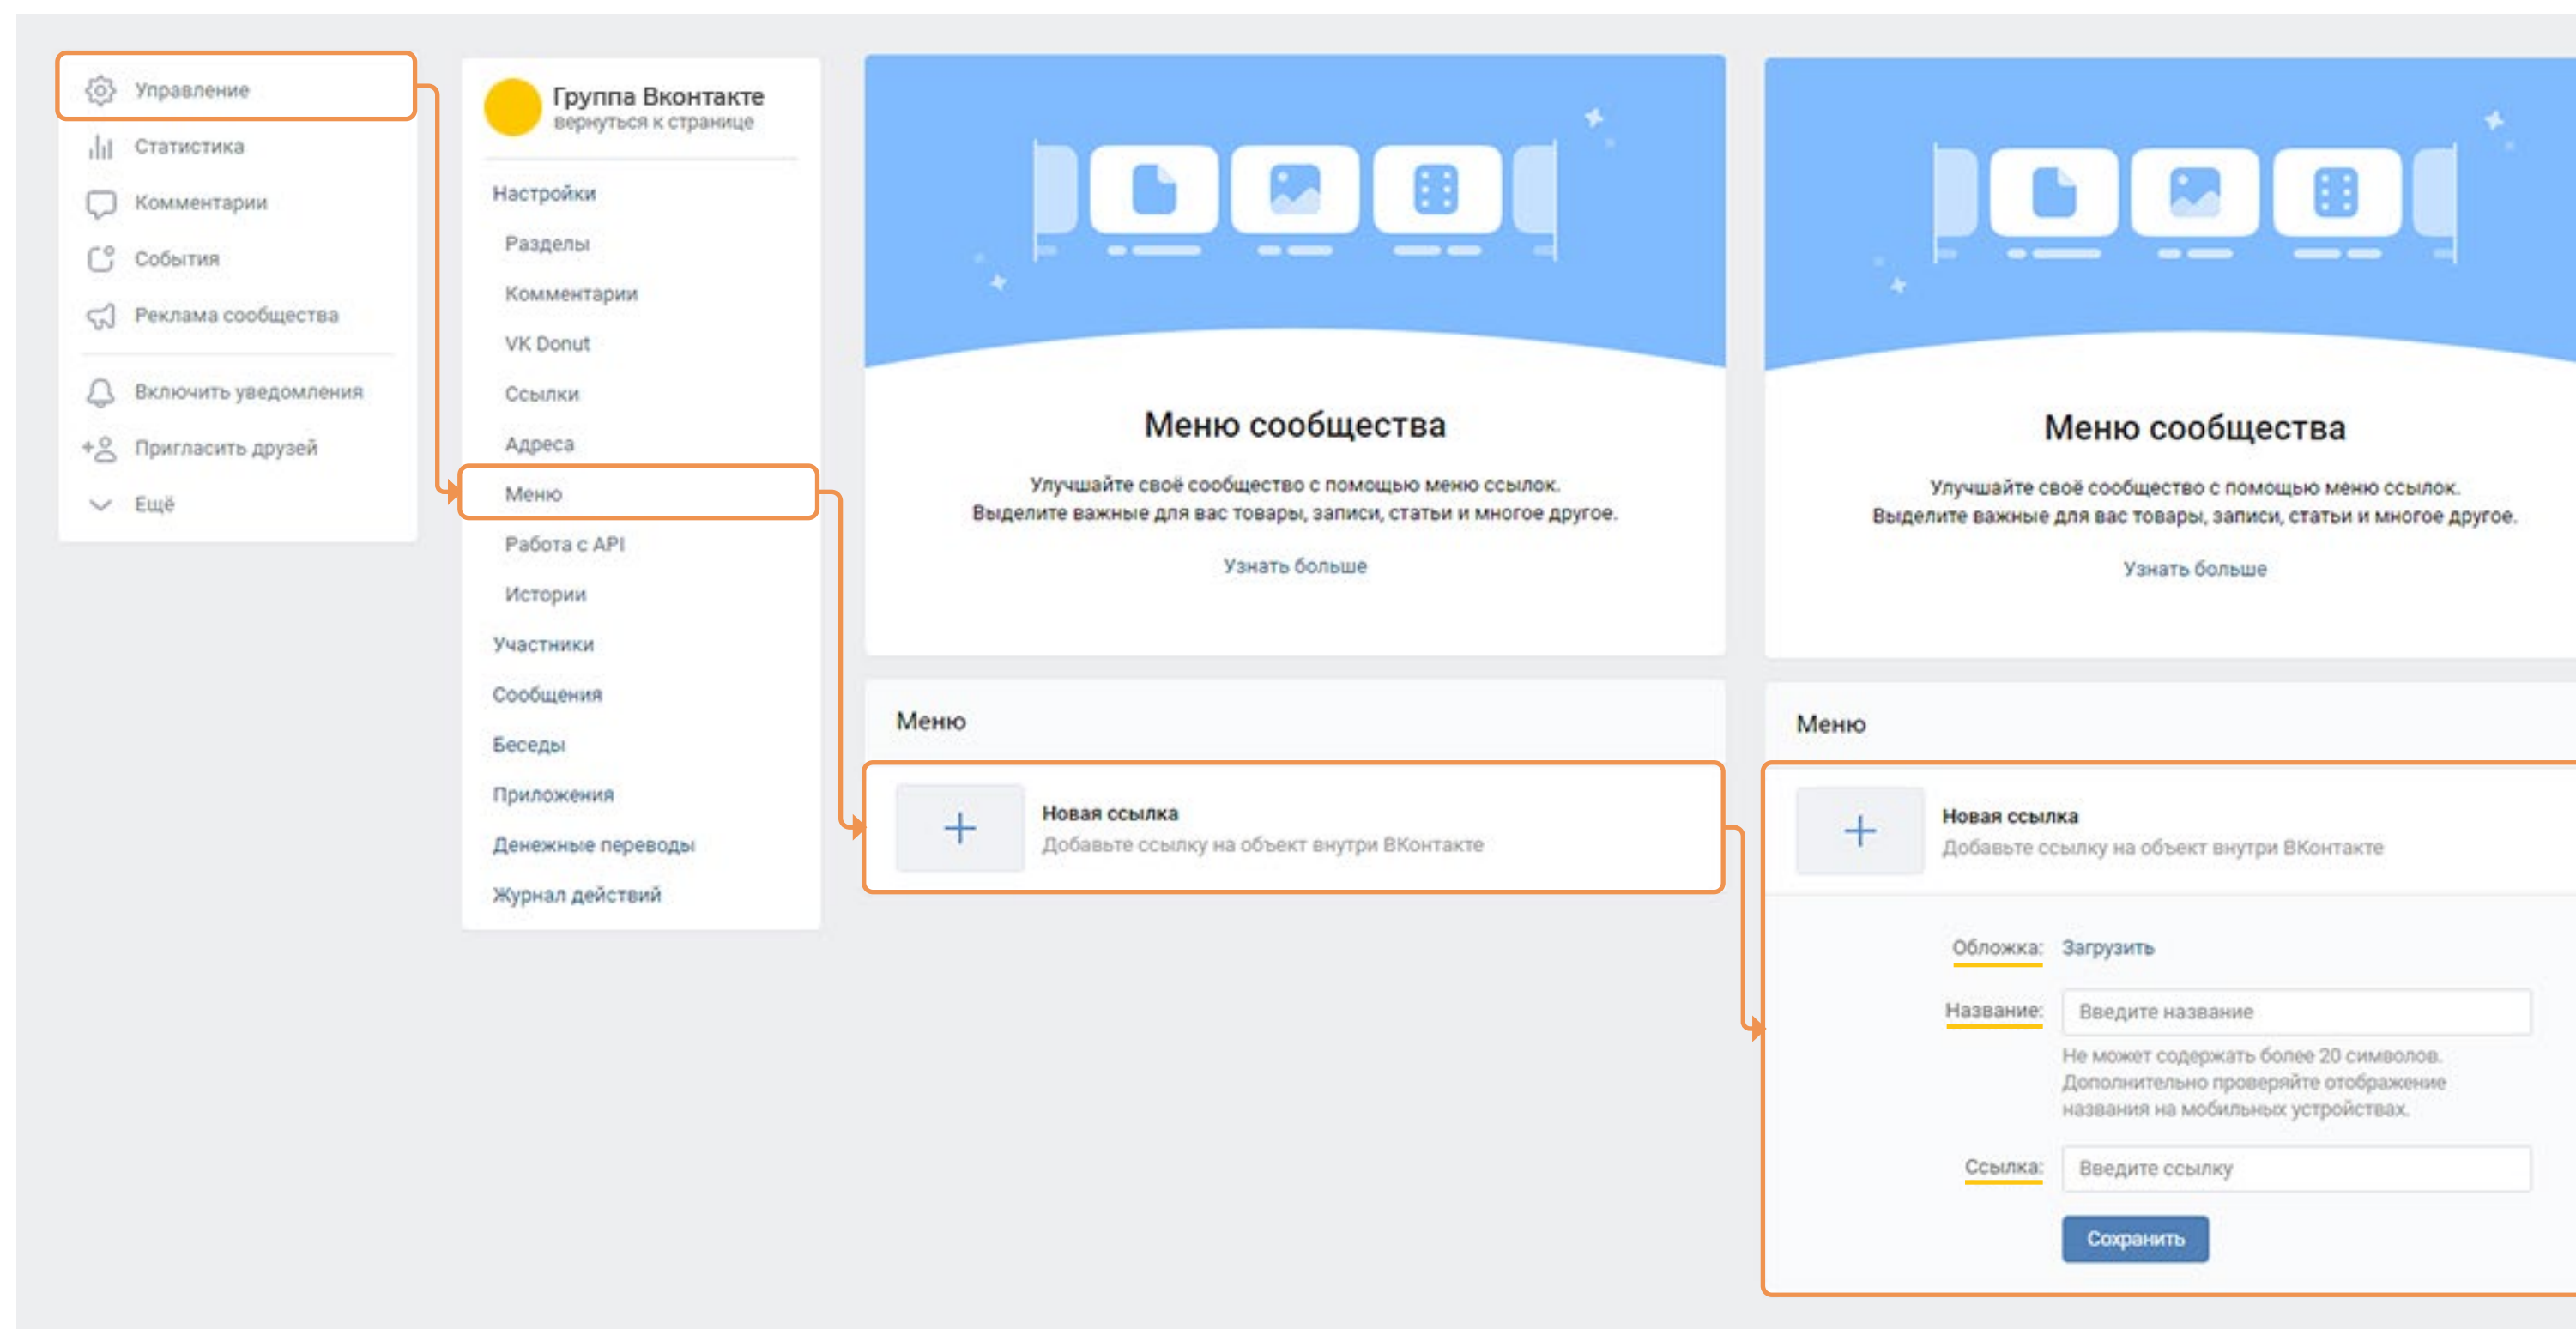 Управление
Статистика
Комментарии
События
Реклама сообщества
Включить уведомления
Пригласить друзей
Ещё
Группа Вконтакте
вернуться к странице
Настройки
Разделы
Комментарии
VK Donut
Ссылки
Адреса
Меню
Работа с API
Истории
Участники
Сообщения
Беседы
Приложения
Денежные переводы
Журнал действий
Меню сообщества
Улучшайте своё сообщество с помощью меню ссылок.
Выделите важные для вас товары, записи, статьи и многое другое.
Узнать больше
Меню
Новая ссылка
Добавьте ссылку на объект внутри ВКонтакте
Меню сообщества
Улучшайте своё сообщество с помощью меню ссылок.
Выделите важные для вас товары, записи, статьи и многое другое.
Узнать больше
Меню
Новая ссылка
Добавьте ссылку на объект внутри ВКонтакте
Обложка: Загрузить
Название: Введите название
Не может содержать более 20 символов.
Дополнительно проверяйте отображение
названия на мобильных устройствах.
Ссылка: Введите ссылку
Сохранить